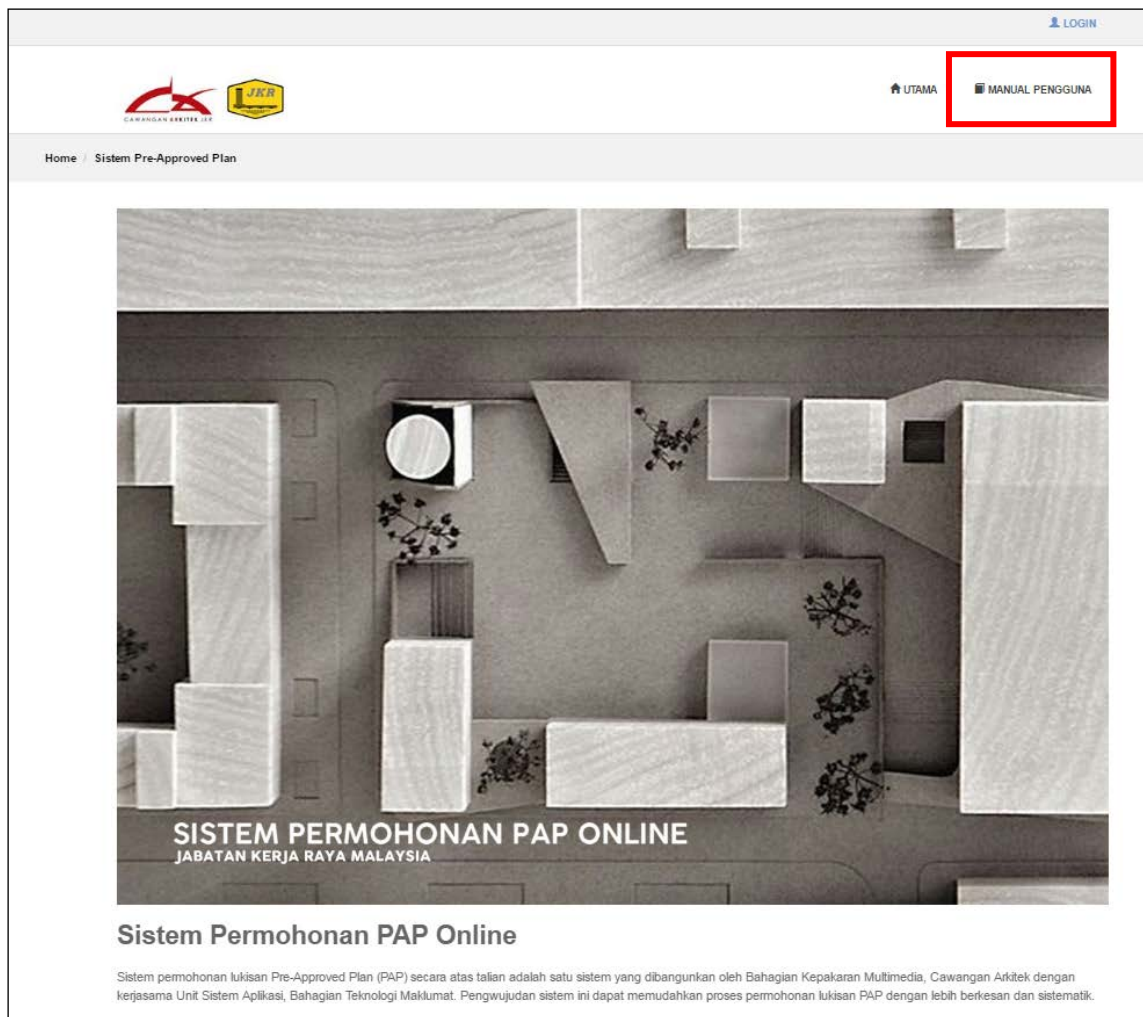 LOGIN
CAWANGAN ARKITEK JKR
JKR
UTAMA
MANUAL PENGGUNA
Home / Sistem Pre-Approved Plan
SISTEM PERMOHONAN PAP ONLINE
JABATAN KERJA RAYA MALAYSIA
Sistem Permohonan PAP Online
Sistem permohonan lukisan Pre-Approved Plan (PAP) secara atas talian adalah satu sistem yang dibangunkan oleh Bahagian Kepakaran Multimedia, Cawangan Arkitek dengan
kerjasama Unit Sistem Aplikasi, Bahagian Teknologi Maklumat. Pengwujudan sistem ini dapat memudahkan proses permohonan lukisan PAP dengan lebih berkesan dan sistematik.